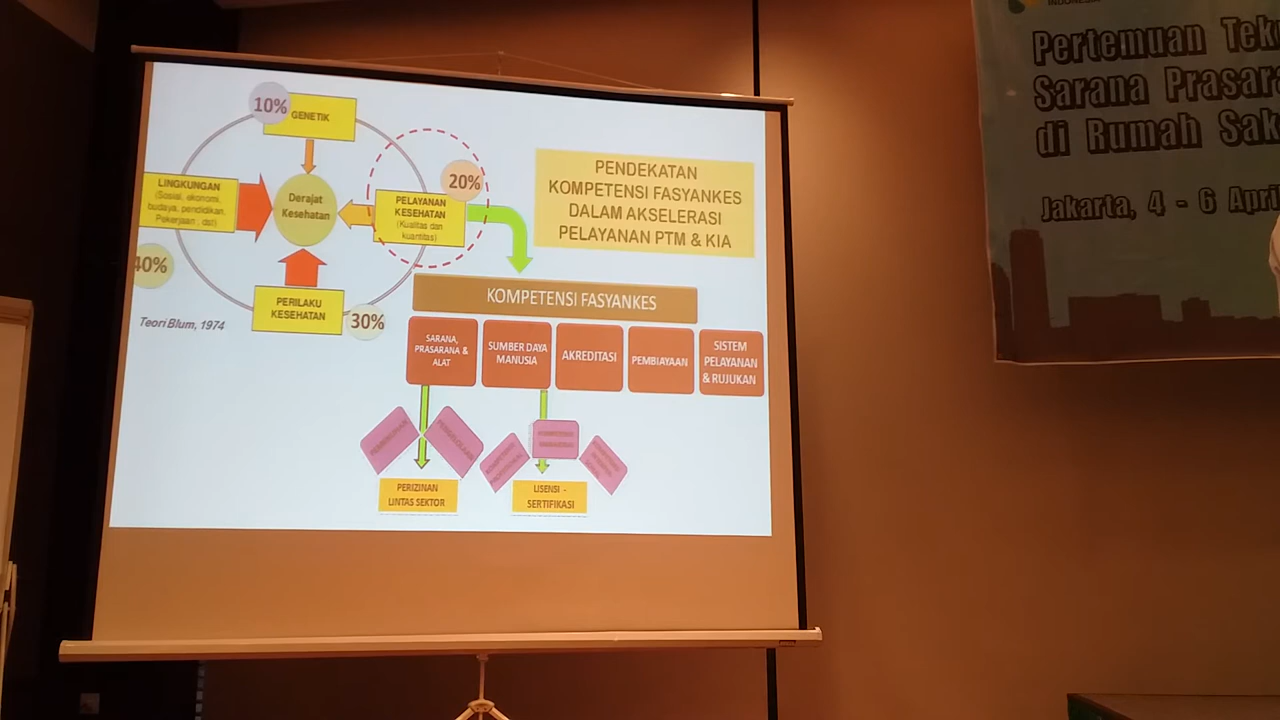 10%
GENETIK
LINGKUNGAN
(Sosial, ekonomi,
budaya, pendidikan,
Pekerjaan, dst)
40%
Derajat
Kesehatan
20%
PELAYANAN
KESEHATAN
(Kualitas dan
kuantitas)
PERILAKU
KESEHATAN
30%
Teori Blum, 1974
PENDEKATAN
KOMPETENSI FASYANKES
DALAM AKSELERASI
PELAYANAN PTM & KIA
KOMPETENSI FASYANKES
SARANA,
PRASARANA &
ALAT
SUMBER DAYA
MANUSIA
AKREDITASI
PEMBIAYAAN
SISTEM
PELAYANAN
& RUJUKAN
PERIZINAN
LINTAS SEKTOR
LISENSI -
SERTIFIKASI
INDONESIA
Pertemuan Tek
Sarana Prasar
di Rumah Sak
Jakarta, 4 - 6 April